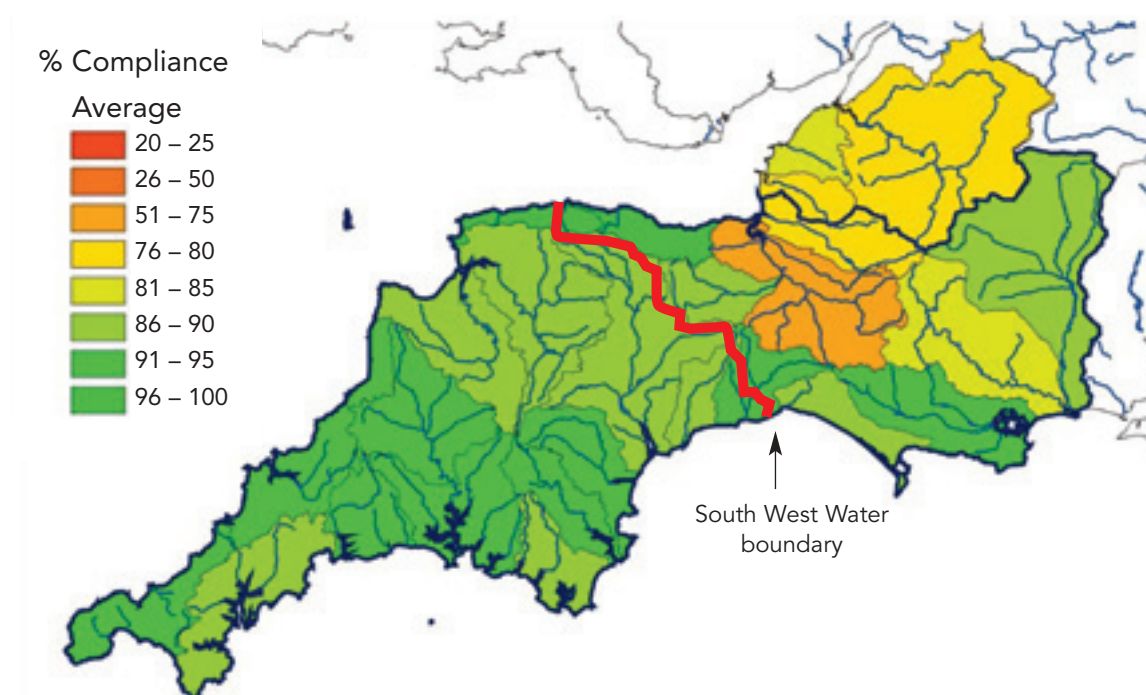 % Compliance
Average
20 – 25
26 – 50
51 – 75
76 – 80
81 – 85
86 – 90
91 – 95
96 – 100
South West Water
boundary